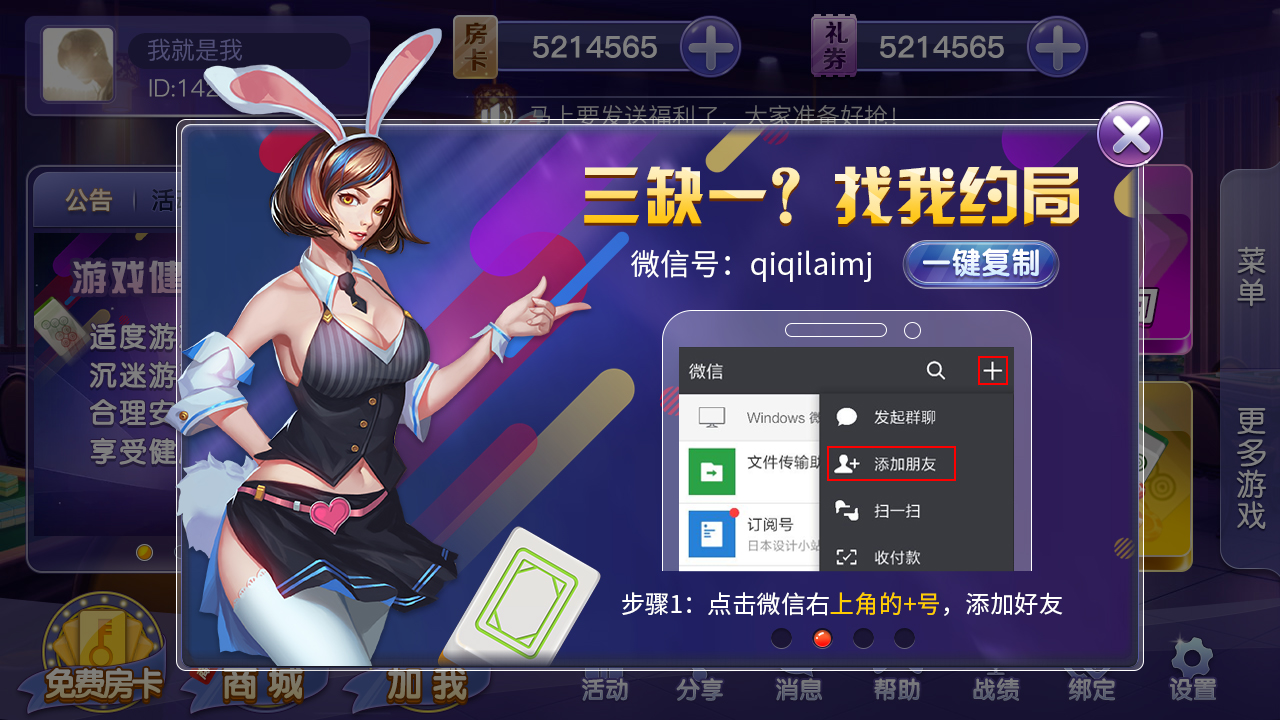 我就是我
ID:142
房卡
5214565
礼券
5214565
马上要发送福利了，大家准备好抢!
公告
活
游戏健
适度游
沉迷游
合理安
享受健
三缺一？找我约局
微信号：qiqilaimj
一键复制
微信
Windows 微
文件传输助
订阅号
日本设计小站
发起群聊
添加朋友
扫一扫
收付款
步骤1：点击微信右上角的+号，添加好友
菜单
更多游戏
免费房卡
商城
加我
活动
分享
消息
帮助
战绩
绑定
设置